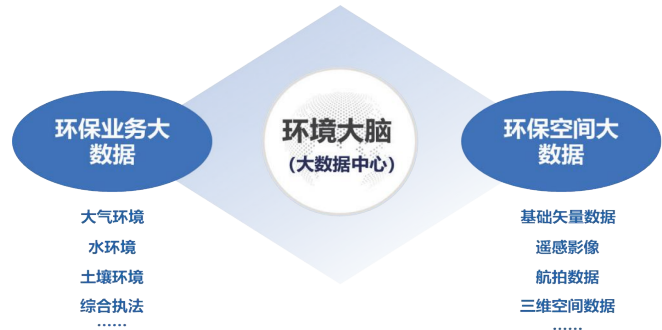 环保业务大
数据
大气环境
水环境
土壤环境
综合执法
……
环境大脑
（大数据中心）
环保空间大
数据
基础矢量数据
遥感影像
航拍数据
三维空间数据
……